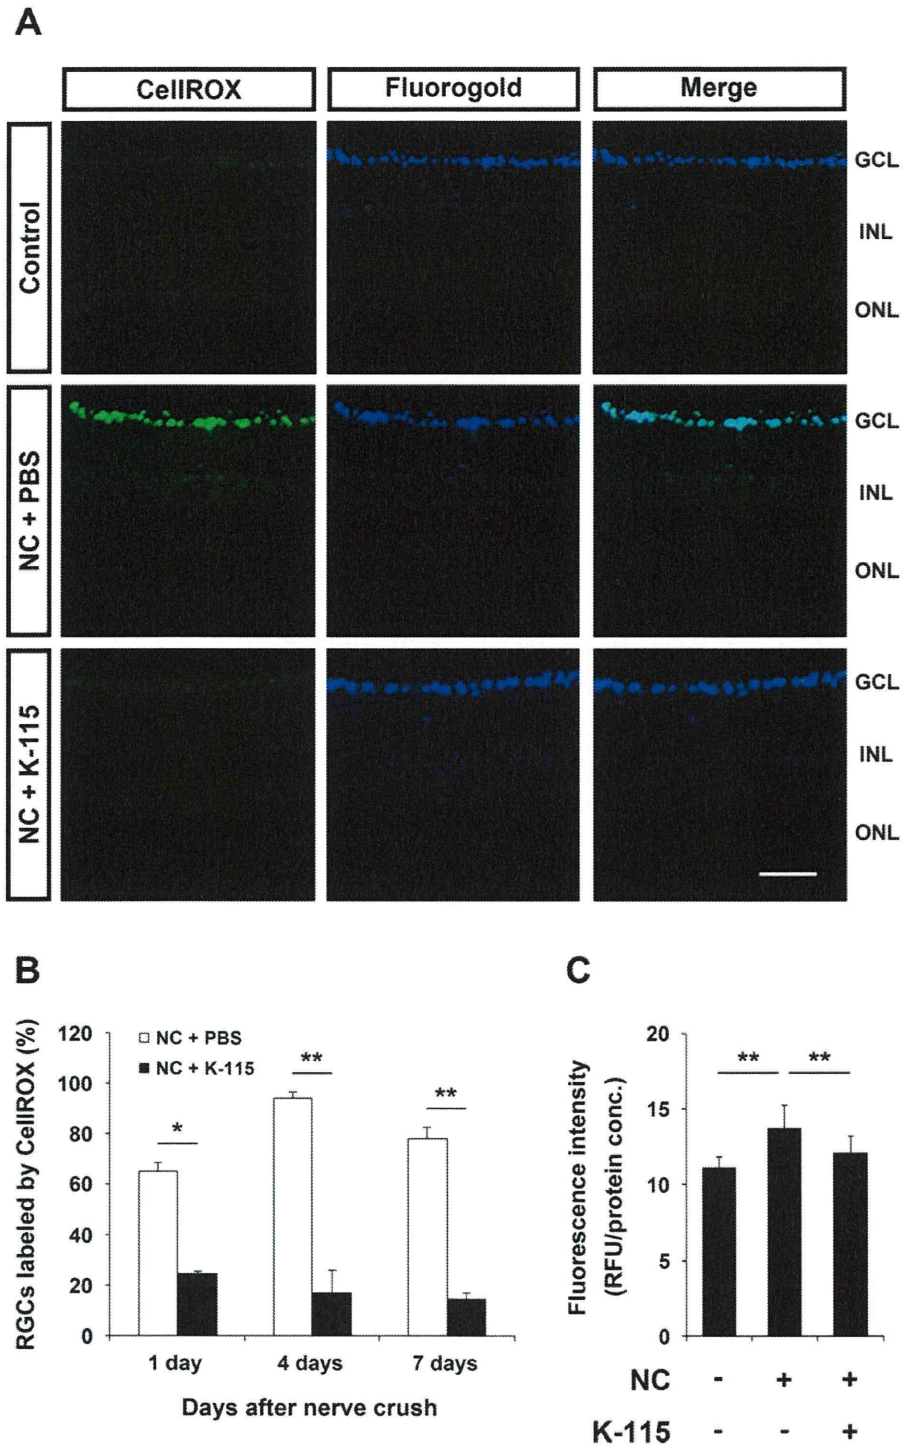 A
CellROX Fluorogold Merge
Control
GCL
INL
ONL
NC + PBS
GCL
INL
ONL
NC + K-115
GCL
INL
ONL
B
RGCs labeled by CellROX (%)
120
100
80
60
40
20
0
NC + PBS
NC + K-115
*
**
**
1 day 4 days 7 days
Days after nerve crush
C
Fluorescence intensity
(RFU/protein conc.)
20
15
10
5
0
** **
NC - + +
K-115 - - +